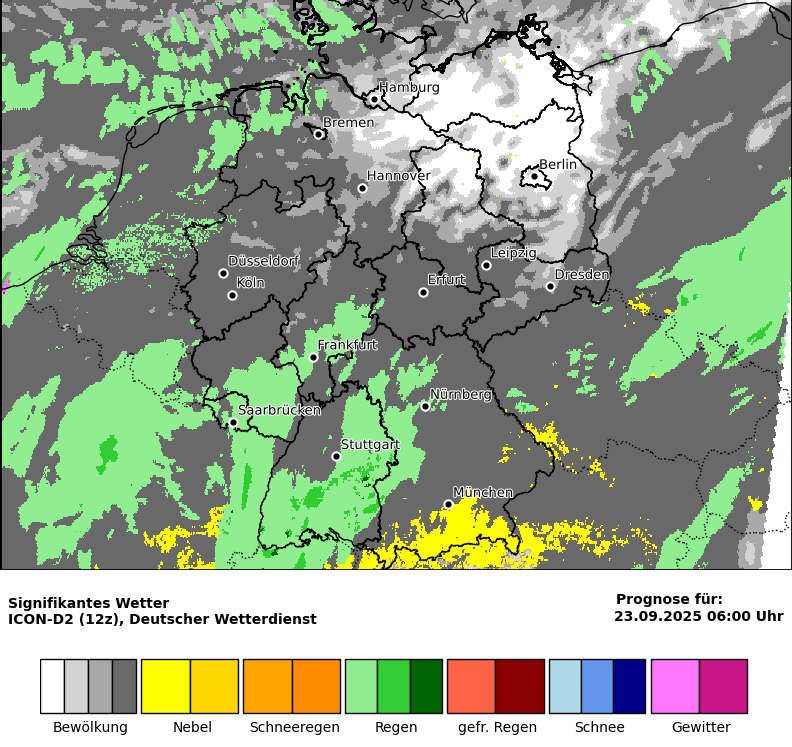 Hamburg
Bremen
Berlin
Hannover
Leipzig
Düsseldorf
Dresden
Köln
Erfurt
Frankfurt
Nürnberg
Saarbrücken
Stuttgart
München
Signifikantes Wetter
ICON-D2 (12z), Deutscher Wetterdienst
Prognose für:
23.09.2025 06:00 Uhr
Bewölkung Nebel Schneeregen Regen gefr. Regen Schnee Gewitter